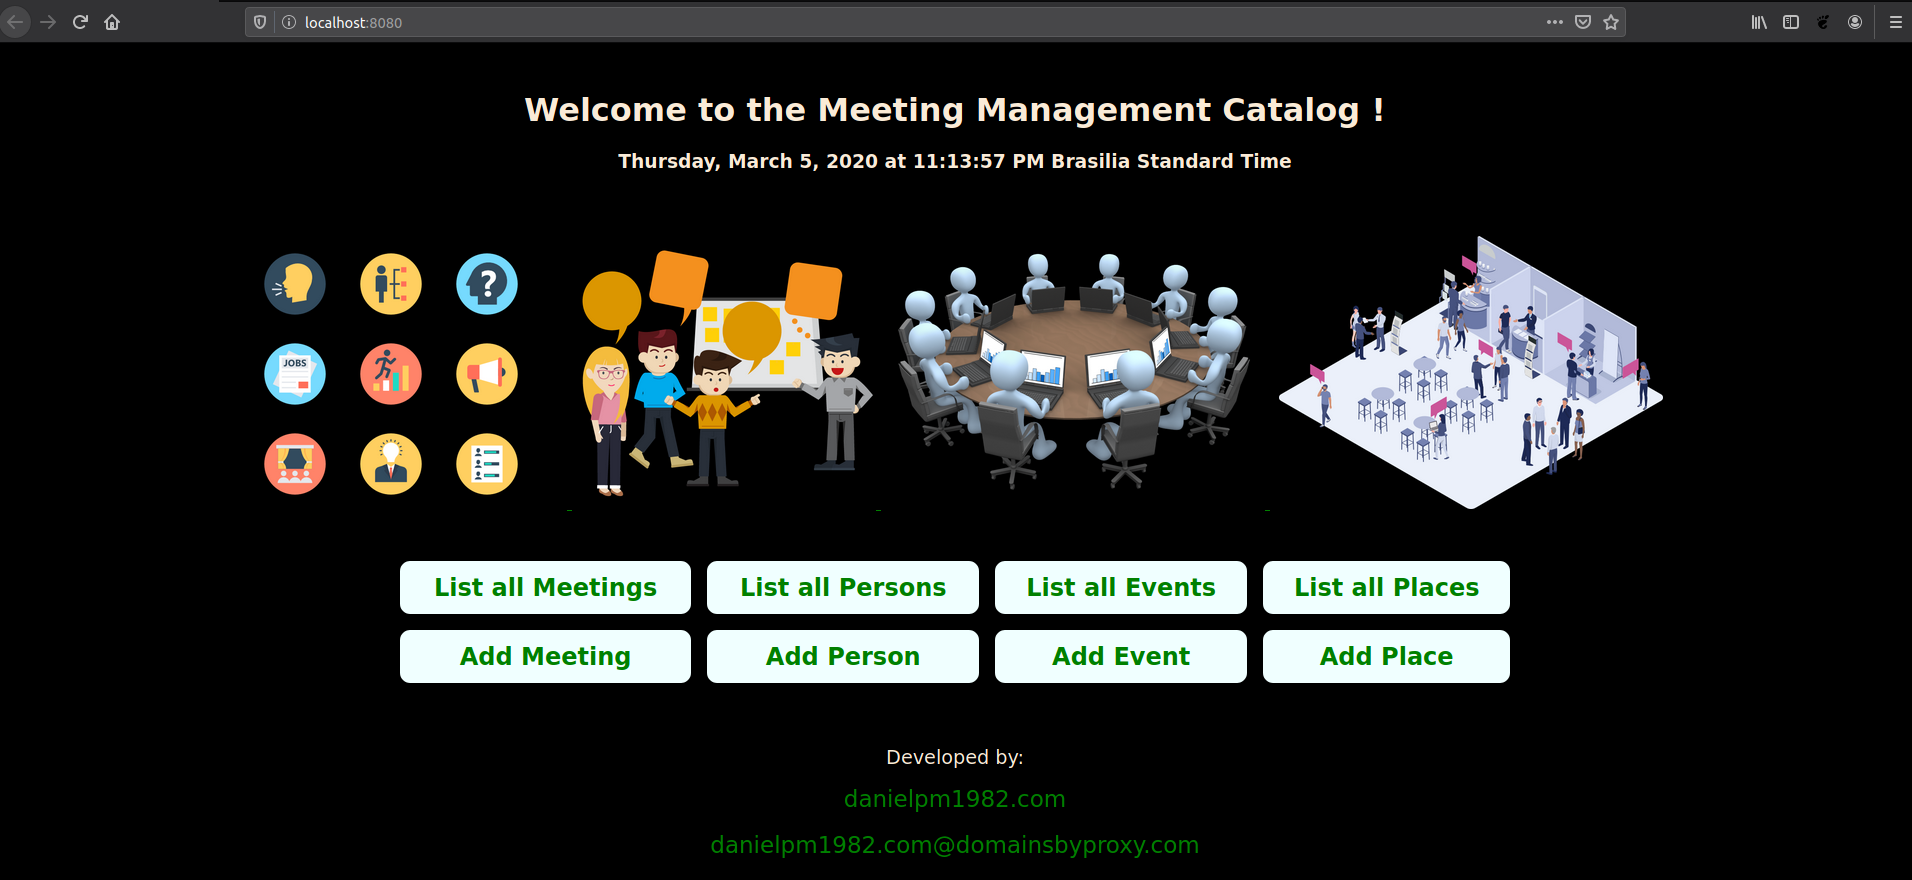 localhost:8080
Welcome to the Meeting Management Catalog !
Thursday, March 5, 2020 at 11:13:57 PM Brasilia Standard Time
?
JOBS
List all Meetings
List all Persons
List all Events
List all Places
Add Meeting
Add Person
Add Event
Add Place
Developed by:
danielpm1982.com
danielpm1982.com@domainsbyproxy.com